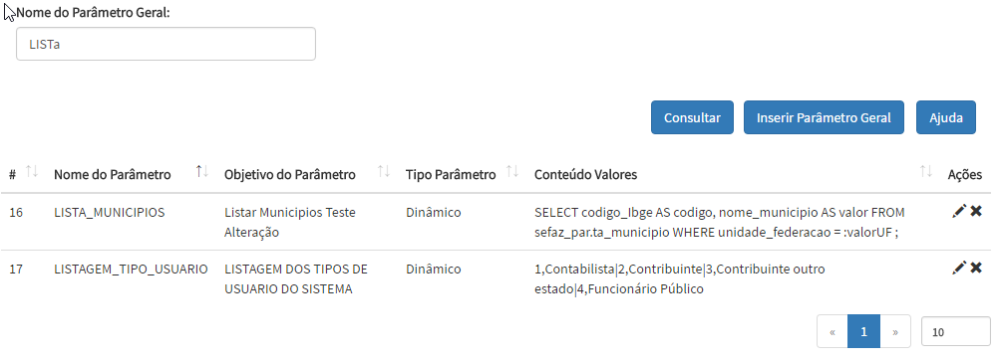 Nome do Parâmetro Geral:
LISTa
Consultar Inserir Parâmetro Geral Ajuda
# Nome do Parâmetro Objetivo do Parâmetro Tipo Parâmetro Conteúdo Valores Ações
16 LISTA_MUNICIPIOS Listar Municipios Teste Dinâmico SELECT codigo_Ibge AS codigo, nome_municipio AS valor FROM
Alteração sefaz_par.ta_municipio WHERE unidade_federacao = :valorUF ;
17 LISTAGEM_TIPO_USUARIO LISTAGEM DOS TIPOS DE Dinâmico 1,Contabilista|2,Contribuinte|3,Contribuinte outro
USUARIO DO SISTEMA estado|4,Funcionário Público
« 1 » 10